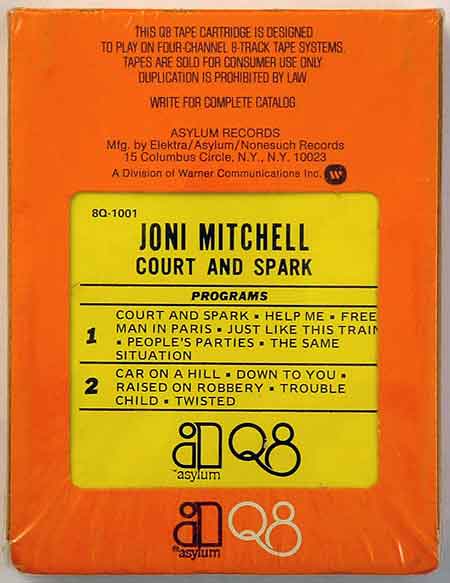 THIS Q8 TAPE CARTRIDGE IS DESIGNED
TO PLAY ON FOUR-CHANNEL 8-TRACK TAPE SYSTEMS.
TAPES ARE SOLD FOR CONSUMER USE ONLY
DUPLICATION IS PROHIBITED BY LAW
WRITE FOR COMPLETE CATALOG
ASYLUM RECORDS
Mfg. by Elektra/Asylum/Nonesuch Records
15 Columbus Circle, N.Y., N.Y. 10023
A Division of Warner Communications Inc.
8Q-1001
JONI MITCHELL
COURT AND SPARK
PROGRAMS
1 COURT AND SPARK ▪ HELP ME ▪ FREE
MAN IN PARIS ▪ JUST LIKE THIS TRAIN
▪ PEOPLE'S PARTIES ▪ THE SAME
SITUATION
2 CAR ON A HILL ▪ DOWN TO YOU ▪
RAISED ON ROBBERY ▪ TROUBLE
CHILD ▪ TWISTED
asylum Q8
asylum Q8